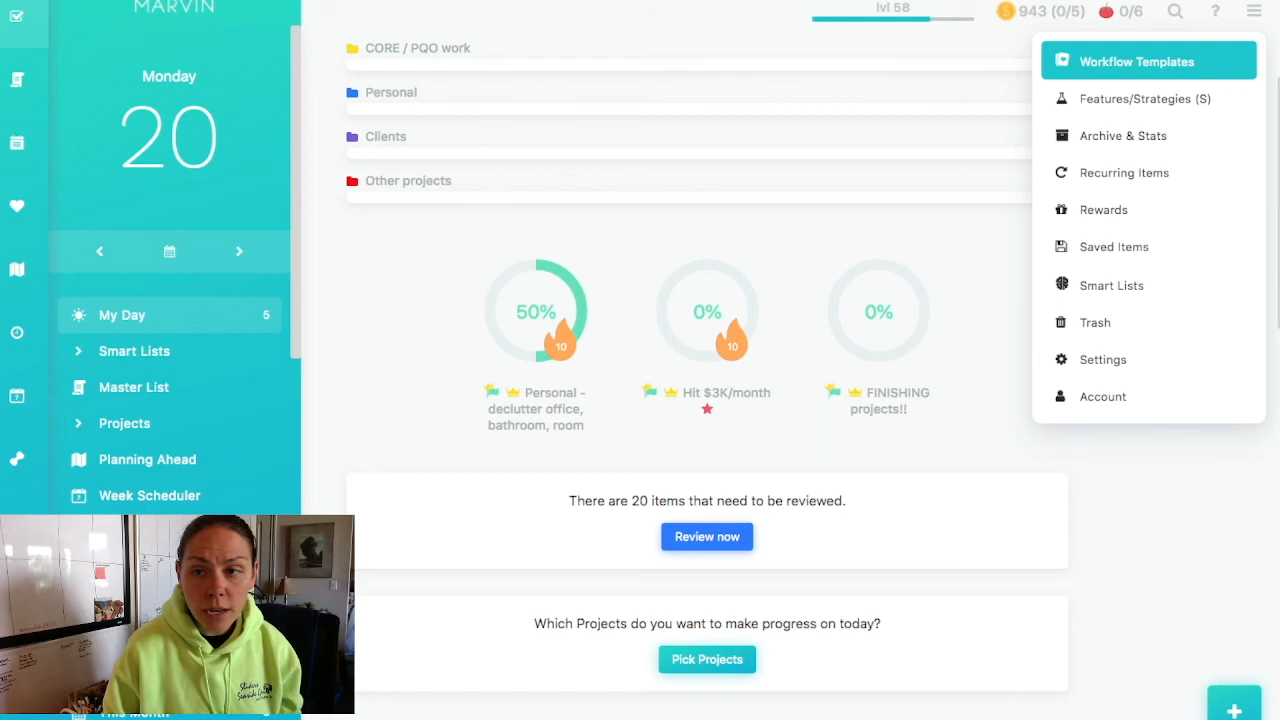 MARVIN
Monday
20
My Day 5
Smart Lists
Master List
Projects
Planning Ahead
7 Week Scheduler
This Month
7
lvl 58
943 (0/5) 0/6
CORE / PQO work
Personal
Clients
Other projects
50%
10
Personal -
declutter office,
bathroom, room
0%
10
Hit $3K/month
0%
FINISHING
projects!!
There are 20 items that need to be reviewed.
Review now
Which Projects do you want to make progress on today?
Pick Projects
Workflow Templates
Features/Strategies (S)
Archive & Stats
Recurring Items
Rewards
Saved Items
Smart Lists
Trash
Settings
Account